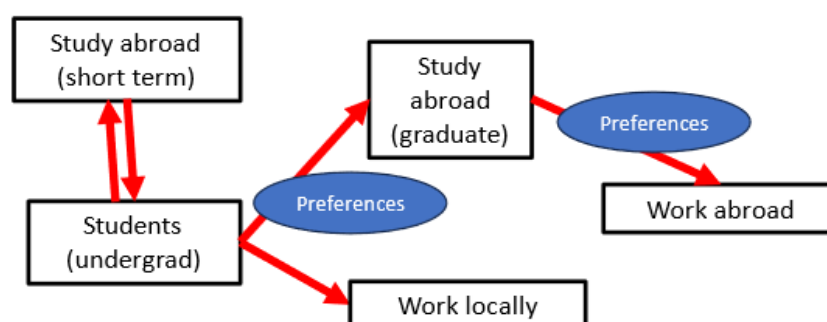 Study abroad
(short term)
Study
abroad
(graduate)
Preferences
Preferences
Work abroad
Students
(undergrad)
Work locally